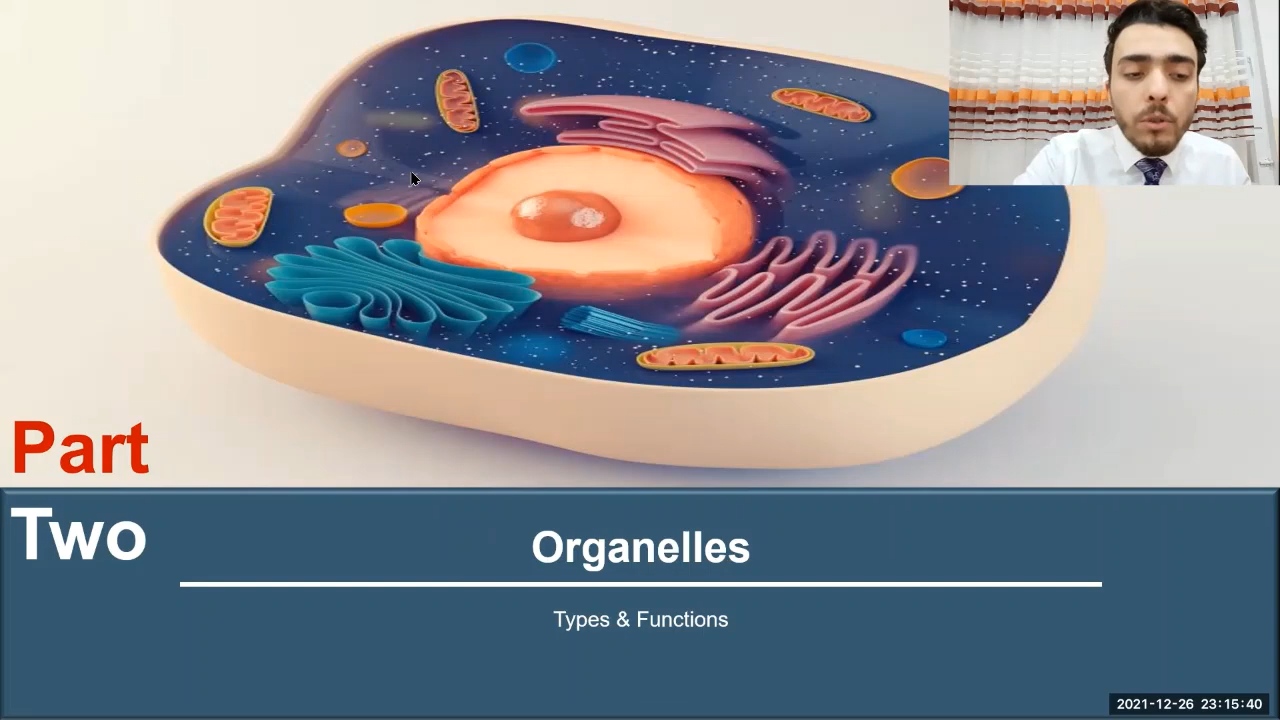 Part
Two
Organelles
Types & Functions
2021-12-26 23:15:40